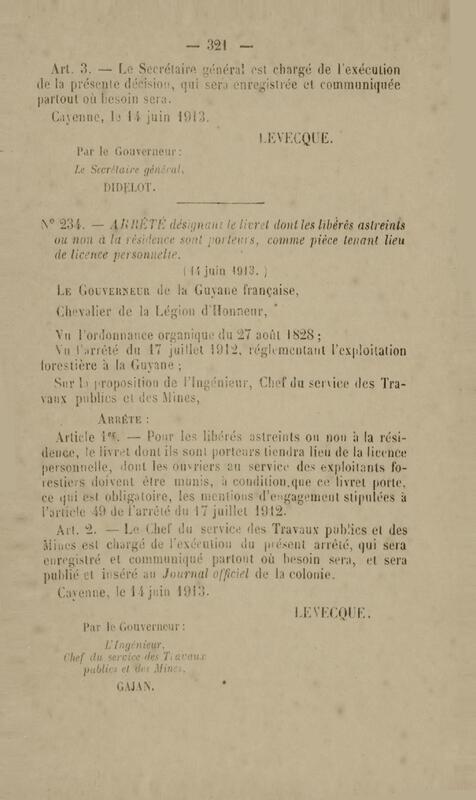 — 321 —
Art. 3. — Le Secrétaire général est chargé de l'exécution
de la présente décision, qui sera enregistrée et communiquée
partout où besoin sera.
Cayenne, le 14 juin 1913.
LEVECQUE.
Par le Gouverneur:
Le Secrétaire général,
DIDELOT.
N° 234. — ARRÊTÉ désignant le livret dont les libérés astreints
ou non à la résidence sont porteurs, comme pièce tenant lieu
de licence personnelle.
(14 juin 1913.)
LE GOUVERNEUR de la Guyane française,
Chevalier de la Légion d'Honneur,
Vu l'ordonnance organique du 27 août 1828;
Vu l'arrêté du 17 juillet 1912, réglementant l'exploitation
forestière à la Guyane;
Sur la proposition de l'Ingénieur, Chef du service des Tra-
vaux publics et des Mines,
ARRÊTE:
Article 1er. — Pour les libérés astreints ou non à la rési-
dence, le livret dont ils sont porteurs tiendra lieu de la licence
personnelle, dont les ouvriers au service des exploitants fo-
restiers doivent être munis, à condition que ce livret porte,
ce qui est obligatoire, les mentions d'engagement stipulées à
l'article 49 de l'arrêté du 17 juillet 1912.
Art. 2. — Le Chef du service des Travaux publics et des
Mines est chargé de l'exécution du présent arrêté, qui sera
enregistré et communiqué partout où besoin sera, et sera
publié et inséré au Journal officiel de la colonie.
Cayenne, le 14 juin 1913.
LEVECQUE.
Par le Gouverneur:
L'Ingénieur,
Chef du service des Travaux
publics et des Mines,
GAJAN.